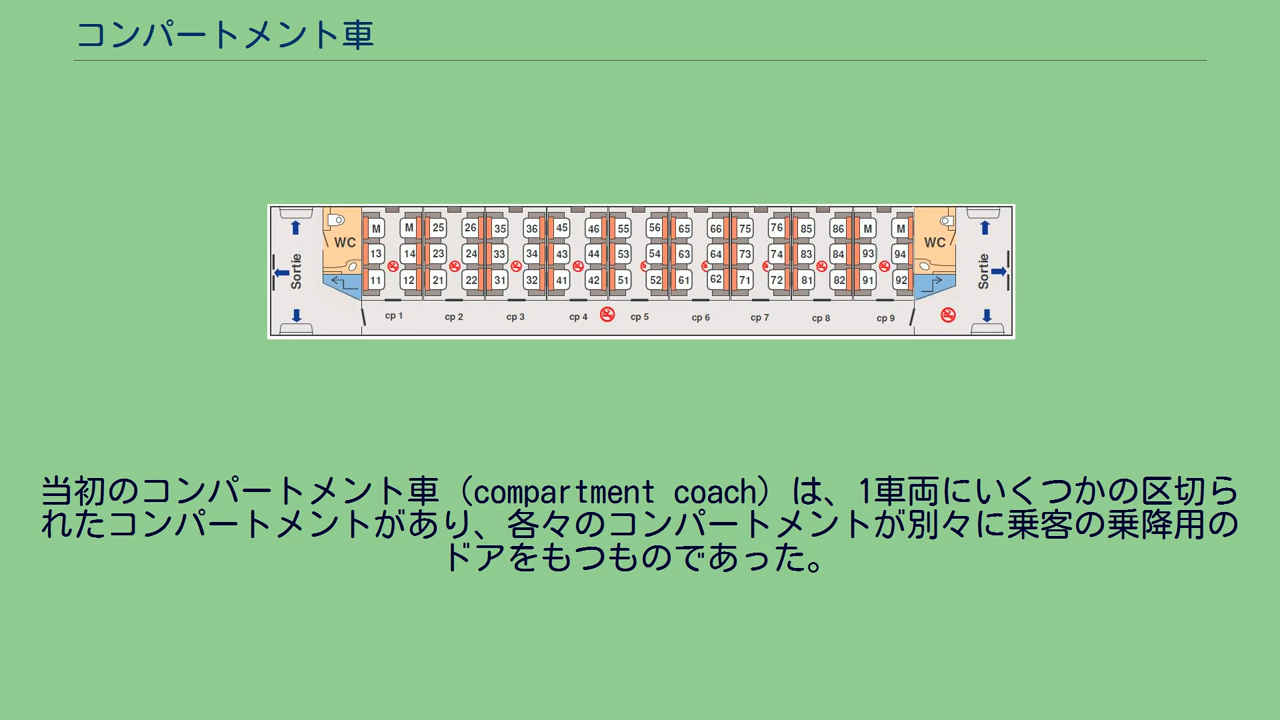 コンパートメント車
M M 25 26 35 36 45 46 55 56 65 66 75 76 85 86 M M
WC WC
13 14 23 24 33 34 43 44 53 54 63 64 73 74 83 84 93 94
Sortie Sortie
11 12 21 22 31 32 41 42 51 52 61 62 71 72 81 82 91 92
cp 1 cp 2 cp 3 cp 4 cp 5 cp 6 cp 7 cp 8 cp 9
当初のコンパートメント車（compartment coach）は、1車両にいくつかの区切ら
れたコンパートメントがあり、各々のコンパートメントが別々に乗客の乗降用の
ドアをもつものであった。